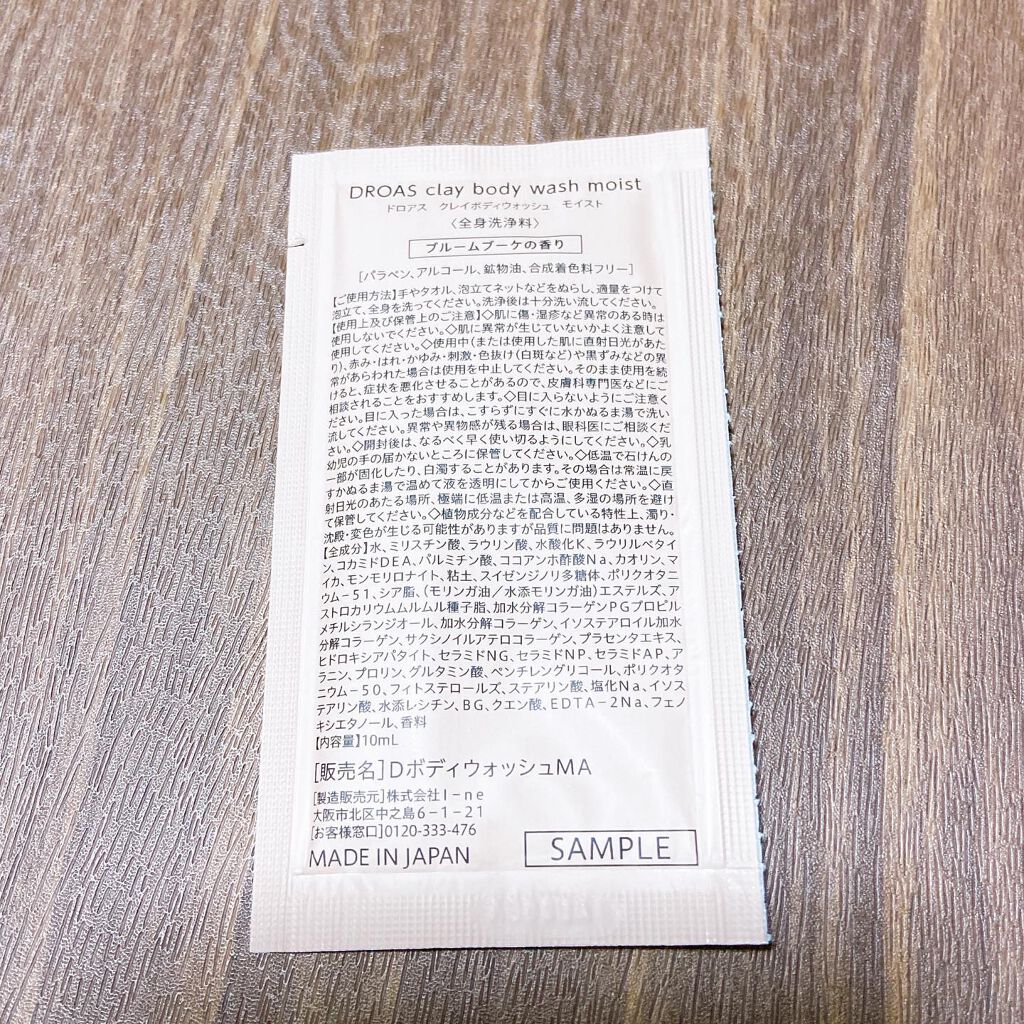 DROAS clay body wash moist
ドロアス クレイボディウォッシュ モイスト
〈全身洗浄料〉
ブルームブーケの香り
[パラベン、アルコール、鉱物油、合成着色料フリー]
【ご使用方法】手やタオル、泡立てネットなどをぬらし、適量をつけて
泡立て、全身を洗ってください。洗浄後は十分洗い流してください。
【使用上及び保管上のご注意】◇肌に傷・湿疹など異常のある時は
使用しないでください。◇肌に異常が生じていないかよく注意して
使用してください。◇使用中(または使用した肌に直射日光があた
り)、赤み・はれ・かゆみ・刺激・色抜け(白斑など)や黒ずみなどの異
常があらわれた場合は使用を中止してください。そのまま使用を続
けると、症状を悪化させることがあるので、皮膚科専門医などにご
相談されることをおすすめします。◇目に入らないようにご注意く
ださい。目に入った場合は、こすらずにすぐに水かぬるま湯で洗い
流してください。異常や異物感が残る場合は、眼科医にご相談くだ
さい。◇開封後は、なるべく早く使い切るようにしてください。◇乳
幼児の手の届かないところに保管してください。◇低温で石けんの
一部が固化したり、白濁することがあります。その場合は常温に戻
すかぬるま湯で温めて液を透明にしてからご使用ください。◇直
射日光のあたる場所、極端に低温または高温、多湿の場所を避け
て保管してください。◇植物成分などを配合している特性上、濁り・
沈殿・変色が生じる可能性がありますが品質に問題はありません。
【全成分】水、ミリスチン酸、ラウリン酸、水酸化K、ラウリルベタイ
ン、コカミドDEA、パルミチン酸、ココアンホ酢酸Na、カオリン、マ
イカ、モンモリロナイト、粘土、スイゼンジノリ多糖体、ポリクオタニ
ウム-51、シア脂、(モリンガ油/水添モリンガ油)エステルズ、ア
ストロカリウムムルムル種子脂、加水分解コラーゲンPGプロピル
メチルシランジオール、加水分解コラーゲン、イソステアロイル加水
分解コラーゲン、サクシノイルアテロコラーゲン、プラセンタエキス、
ヒドロキシアパタイト、セラミドNG、セラミドNP、セラミドAP、ア
ラニン、プロリン、グルタミン酸、ペンチレングリコール、ポリクオタ
ニウム-50、フィトステロールズ、ステアリン酸、塩化Na、イソス
テアリン酸、水添レシチン、BG、クエン酸、EDTA-2Na、フェノ
キシエタノール、香料
【内容量】10mL
[販売名]DボディウォッシュMA
[製造販売元]株式会社I-ne
大阪市北区中之島6-1-21
[お客様窓口]0120-333-476
MADE IN JAPAN
SAMPLE